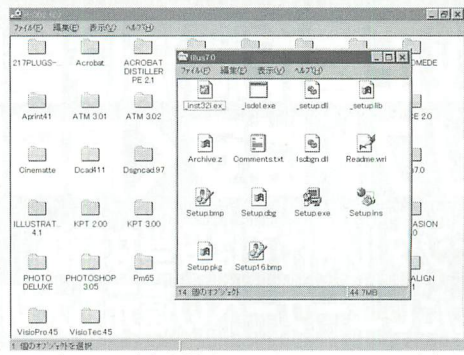 ファイル(F) 編集(E) 表示(V) ヘルプ(H)
217PLUGS-...
Acrobat
ACROBAT DISTILLER PE 2.1
Aprint41
ATM 3.01
ATM 3.02
Cinematte
Dcad411
Dsgncad97
ILLUSTRAT... 4.1
KPT 2.00
KPT 3.00
PHOTO DELUXE
PHOTOSHOP 3.05
Pm65
VisioPro45
VisioTec45
1 個のオブジェクトを選択
Illus7.0
ファイル(F) 編集(E) 表示(V) ヘルプ(H)
_inst32i.ex_
_isdel.exe
_setup.dll
_setup.lib
Archive.z
Comments.txt
Isdbgn.dll
Readme.wri
Setup.bmp
Setup.dbg
Setup.exe
Setup.ins
Setup.pkg
Setup16.bmp
14 個のオブジェクト
44.7MB